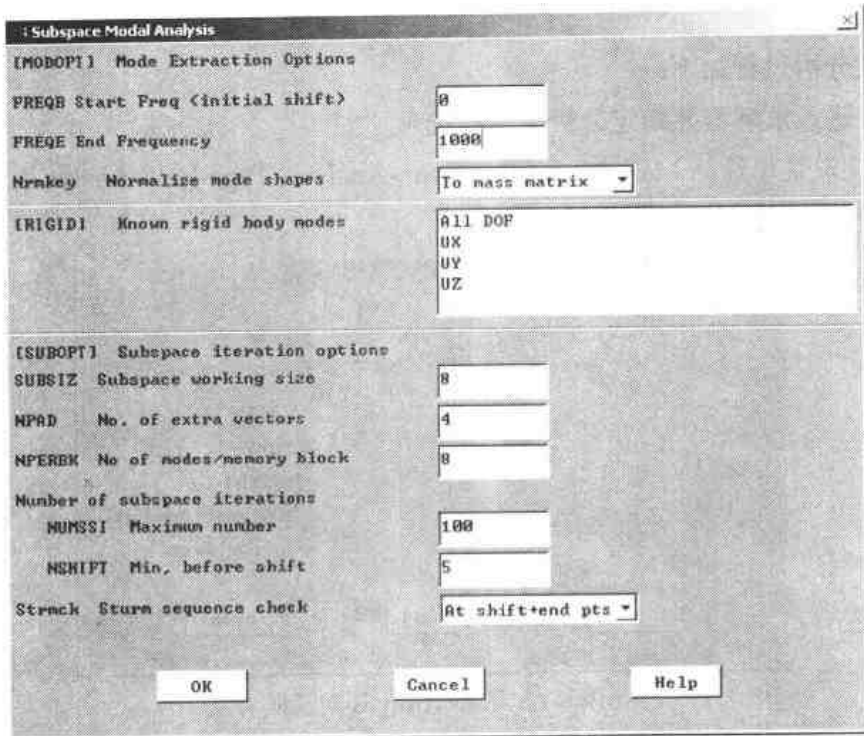 Subspace Modal Analysis
[MODOPT] Mode Extraction Options
FREQB Start Freq (initial shift) 0
FREQE End Frequency 1000
Nrmkey Normalize mode shapes To mass matrix
[RIGID] Known rigid body modes All DOF
UX
UY
UZ
[SUBOPT] Subspace iteration options
SUBSIZ Subspace working size 8
NPAD No. of extra vectors 4
NPERBK No of modes/memory block 8
Number of subspace iterations
NUMSSI Maximum number 100
NSHIFT Min, before shift 5
Strmck Sturm sequence check At shift+end pts
OK Cancel Help